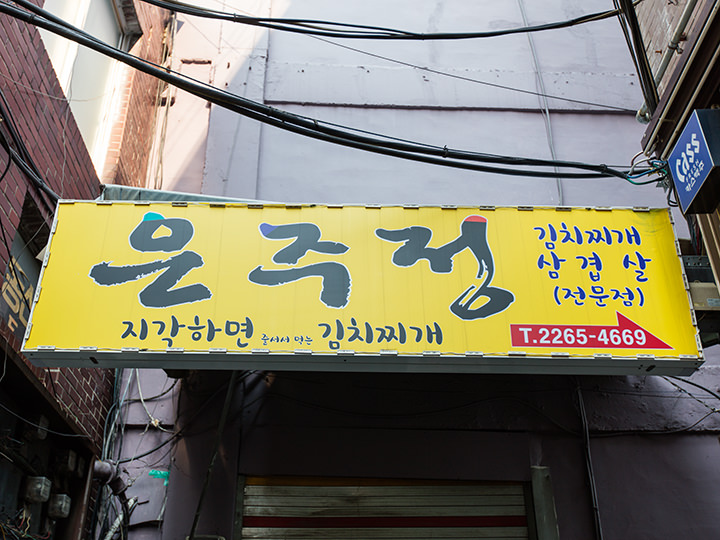 은주정
지각하면 줄서서 먹는 김치찌개
김치찌개
삼겹살
(전문점)
T.2265-4669
Cass